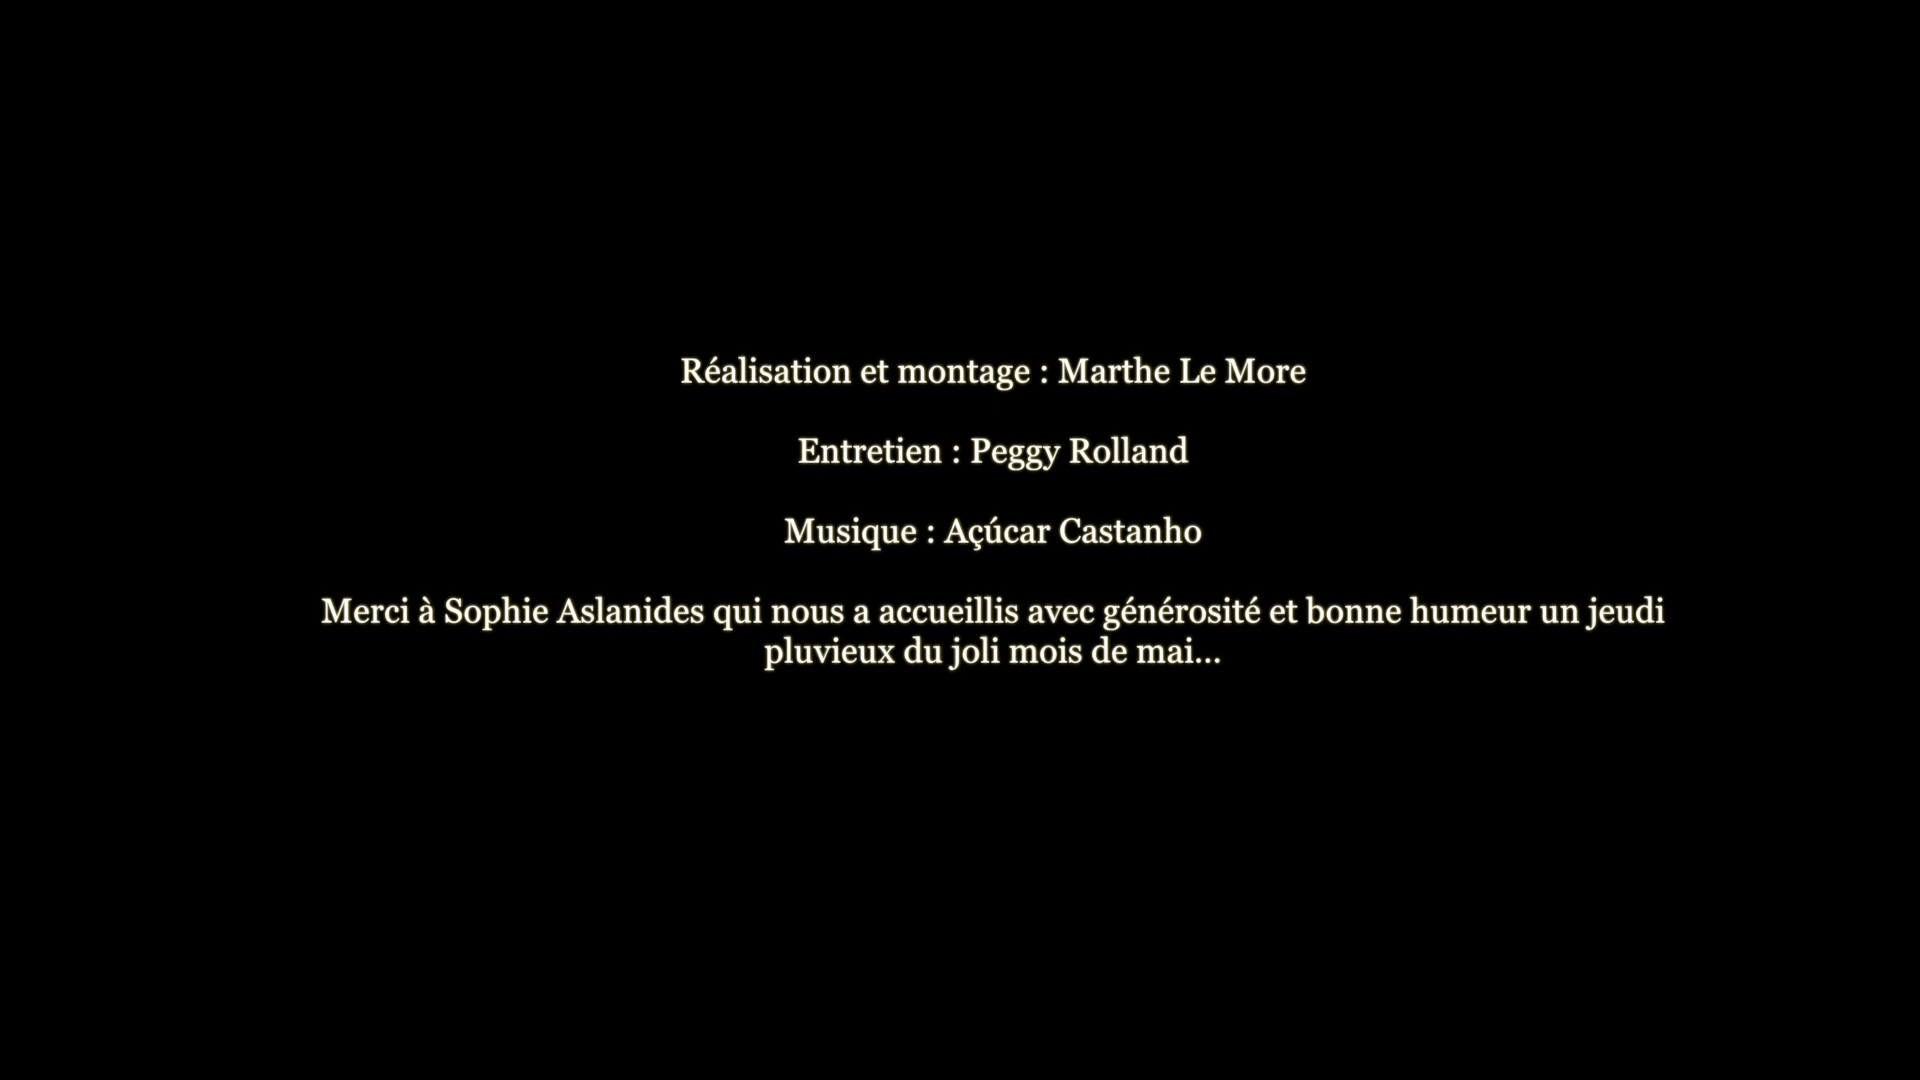 Réalisation et montage : Marthe Le More
Entretien : Peggy Rolland
Musique : Açúcar Castanho
Merci à Sophie Aslanides qui nous a accueillis avec générosité et bonne humeur un jeudi
pluvieux du joli mois de mai...